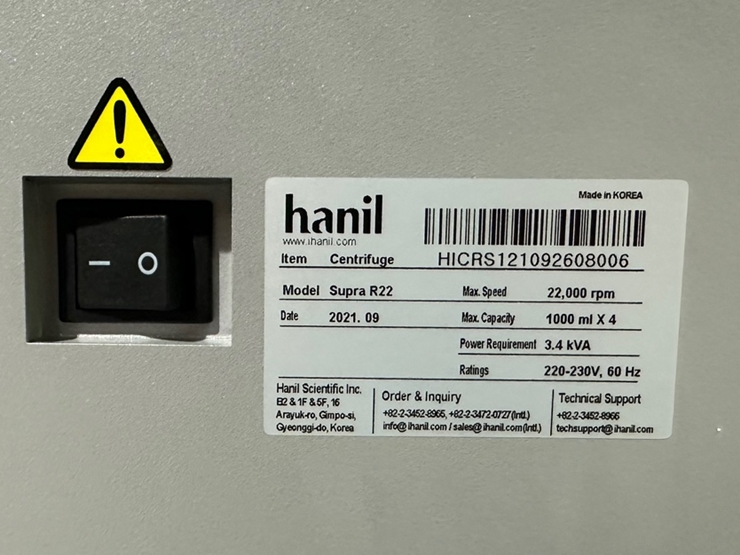 Made in KOREA
hanil
www.ihanil.com
HICRS121092608006
Item Centrifuge
Model Supra R22 Max. Speed 22,000 rpm
Date 2021. 09 Max. Capacity 1000 ml X 4
Power Requirement 3.4 kVA
Ratings 220-230V, 60 Hz
Hanil Scientific Inc.
B2 & 1F & 5F, 16
Arayuk-ro, Gimpo-si,
Gyeonggi-do, Korea
Order & Inquiry
+82-2-3452-8965, +82-2-3472-0727(Intl.)
info@ihanil.com / sales@ihanil.com(Intl.)
Technical Support
+82-2-3452-8966
techsupport@ihanil.com
! 
— O